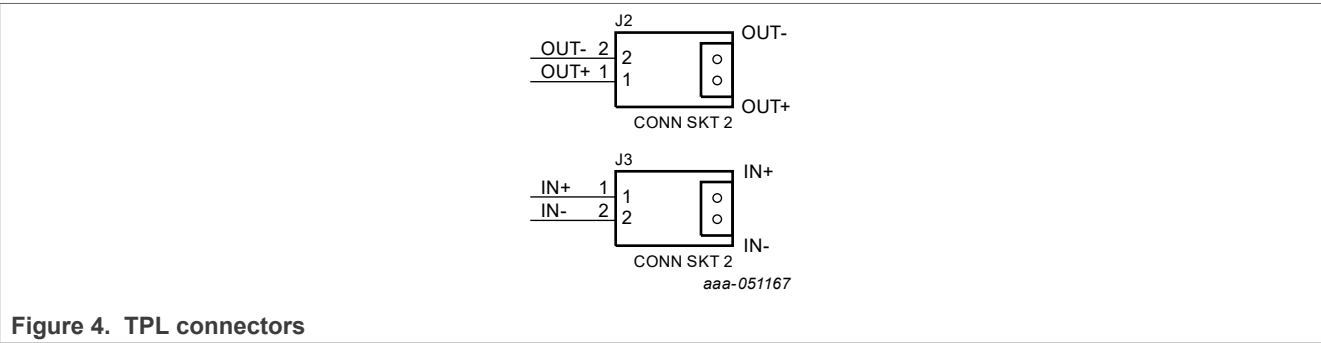 J2
OUT-
OUT- 2 2
OUT+ 1 1
OUT+
CONN SKT 2
J3
IN+
IN+ 1 1
IN- 2 2
IN-
CONN SKT 2
aaa-051167
Figure 4. TPL connectors